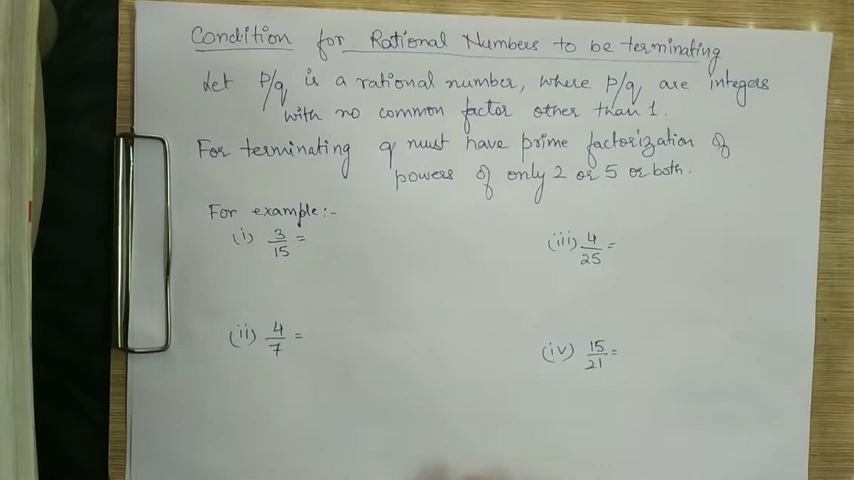 Condition for Rational Numbers to be terminating
Let P/q is a rational number, where P/q are integers
with no common factor other than 1.
For terminating q must have prime factorization of
powers of only 2 or 5 or both.
For example:-
(i) 3/15 =
(iii) 4/25 =
(ii) 4/7 =
(iv) 15/21 =